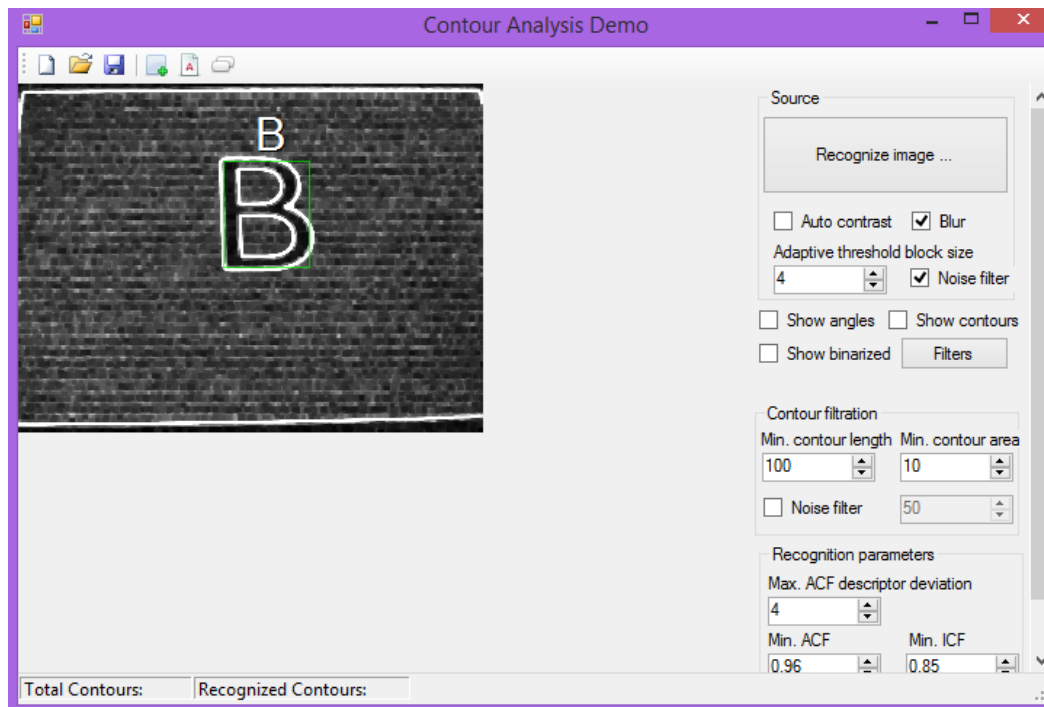 Contour Analysis Demo
A
B
B
Source
Recognize image ...
Auto contrast Blur
Adaptive threshold block size
4 Noise filter
Show angles Show contours
Show binarized Filters
Contour filtration
Min. contour length Min. contour area
100 10
Noise filter 50
Recognition parameters
Max. ACF descriptor deviation
4
Min. ACF Min. ICF
0.96 0.85
Total Contours: Recognized Contours: